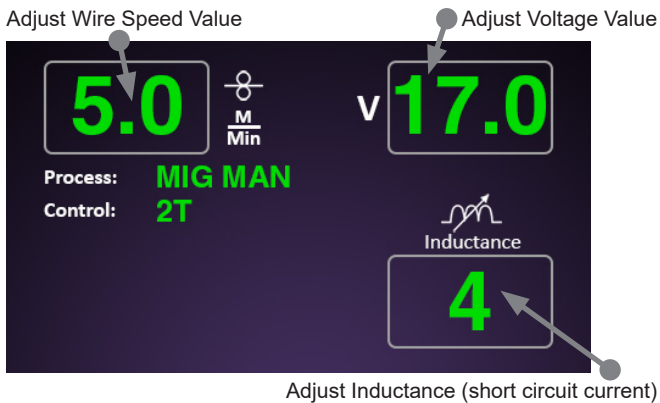 Adjust Wire Speed Value
Adjust Voltage Value
5.0
M
Min
V
17.0
Process: MIG MAN
Control: 2T
Inductance
4
Adjust Inductance (short circuit current)